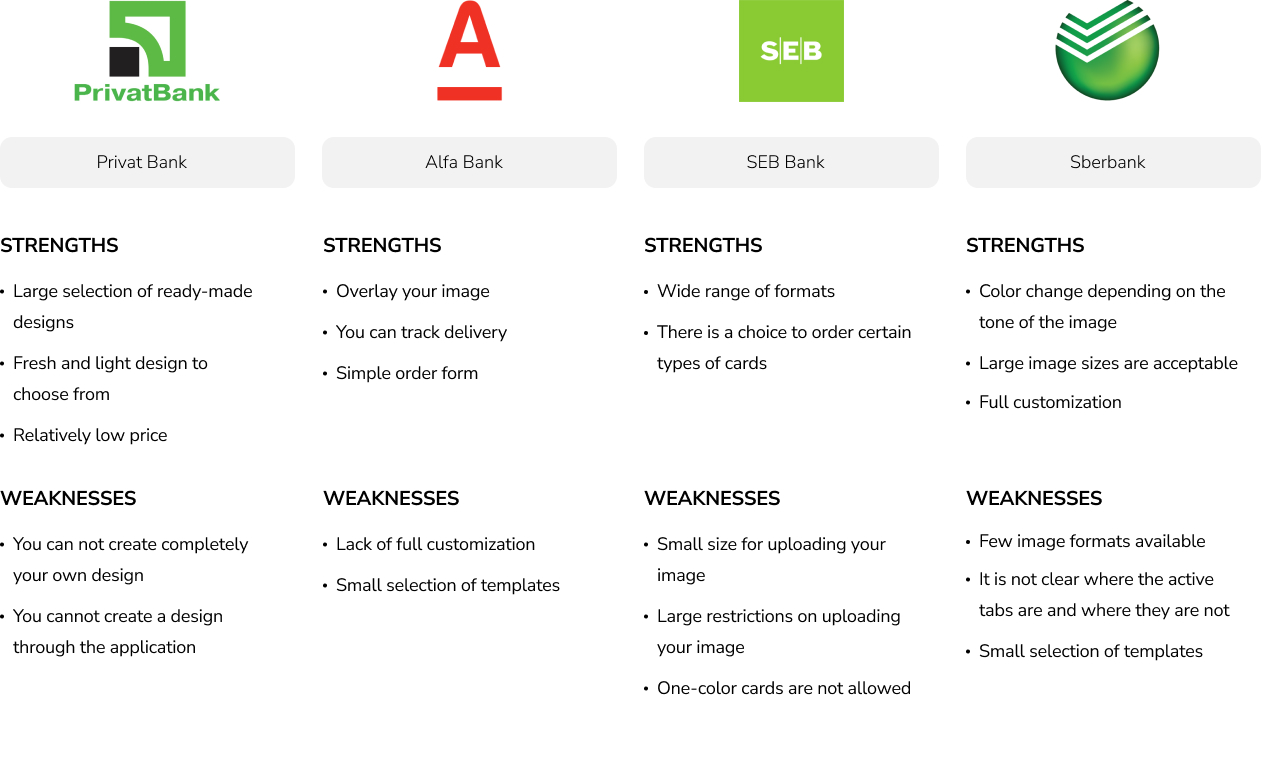 PrivatBank
A
S|E|B
Privat Bank
Alfa Bank
SEB Bank
Sberbank
STRENGTHS
• Large selection of ready-made
designs
• Fresh and light design to
choose from
• Relatively low price
WEAKNESSES
• You can not create completely
your own design
• You cannot create a design
through the application
STRENGTHS
• Overlay your image
• You can track delivery
• Simple order form
WEAKNESSES
• Lack of full customization
• Small selection of templates
STRENGTHS
• Wide range of formats
• There is a choice to order certain
types of cards
WEAKNESSES
• Small size for uploading your
image
• Large restrictions on uploading
your image
• One-color cards are not allowed
STRENGTHS
• Color change depending on the
tone of the image
• Large image sizes are acceptable
• Full customization
WEAKNESSES
• Few image formats available
• It is not clear where the active
tabs are and where they are not
• Small selection of templates